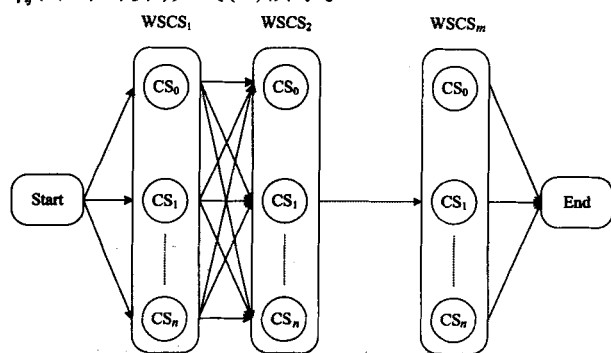 WSCS₁ WSCS₂ WSCSₘ
CS₀ CS₀ CS₀
Start CS₁ CS₁ CS₁ End
CSₙ CSₙ CSₙ